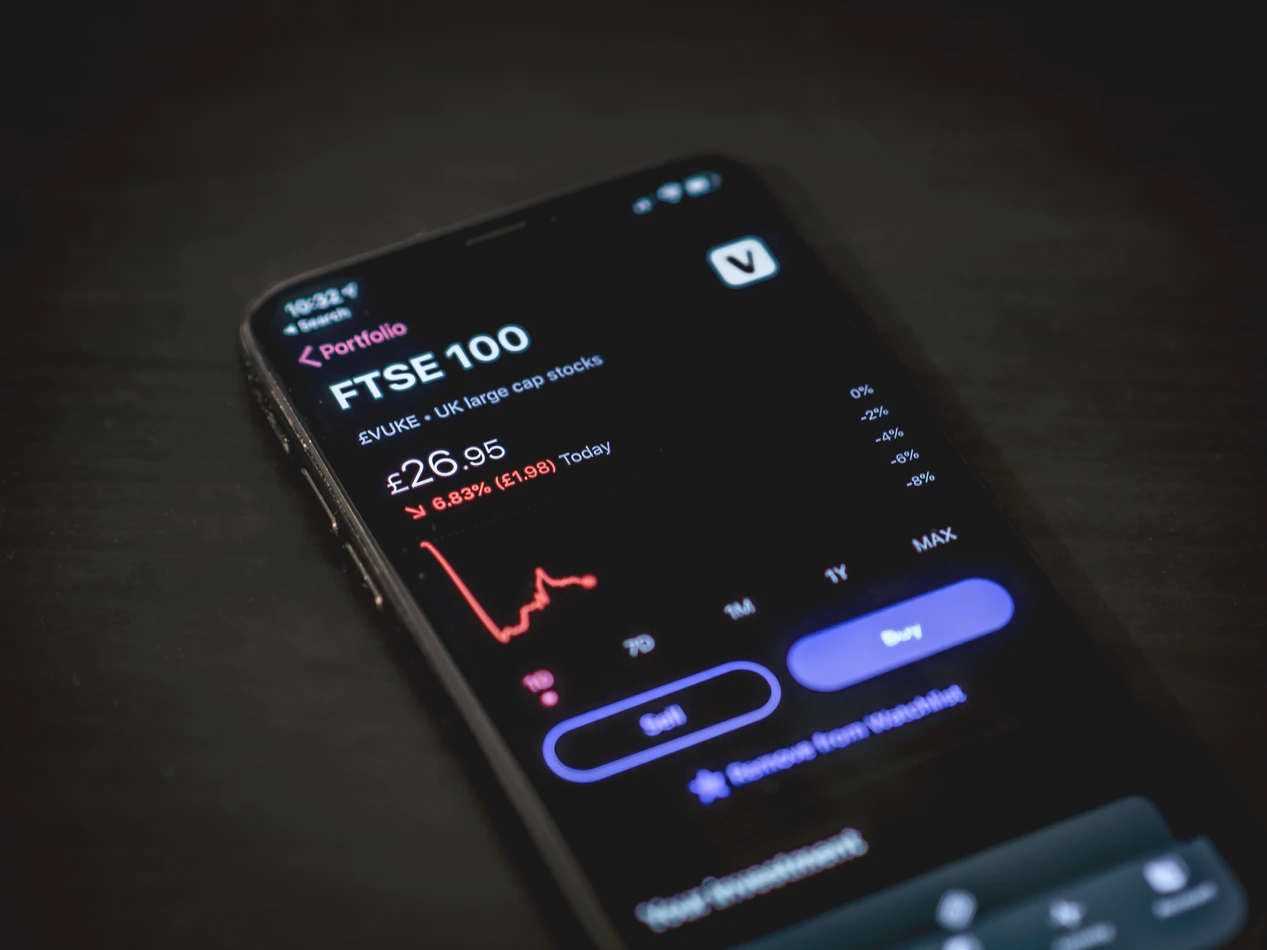 10:32
Search
Portfolio
V
FTSE 100
£VUKE • UK large cap stocks
£26.95
6.83% (£1.98) Today
0%
-2%
-4%
-6%
-8%
1D 7D 1M 1Y MAX
Sell Buy
Remove from Watchlist
Your Investment